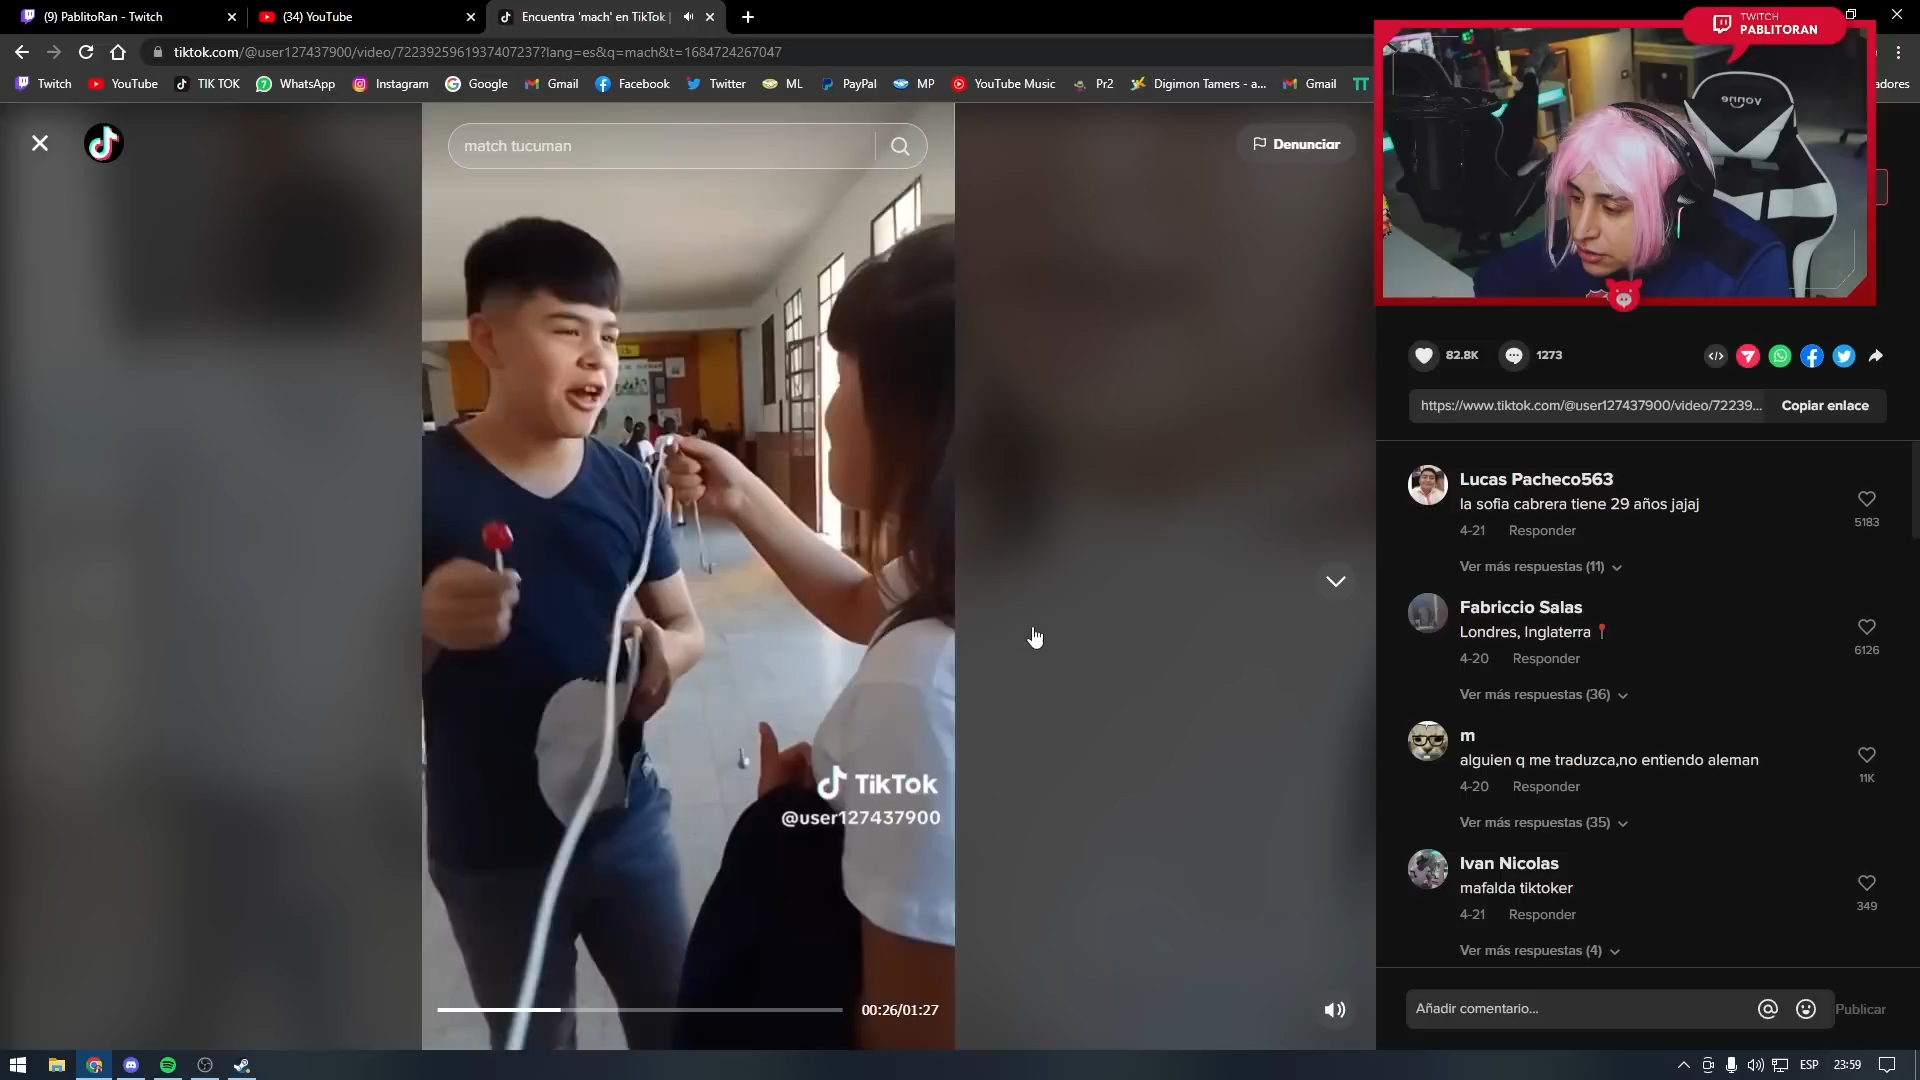 (9) PablitoRan - Twitch
(34) YouTube
Encuentra 'mach' en TikTok |
tiktok.com/@user127437900/video/7223925961937407237?lang=es&q=mach&t=1684724267047
Twitch
YouTube
TIK TOK
WhatsApp
Instagram
Google
Gmail
Facebook
Twitter
ML
PayPal
MP
YouTube Music
Pr2
Digimon Tamers - a...
Gmail
adores
TWITCH
PABLITORAN
match tucuman
Denunciar
82.8K
1273
https://www.tiktok.com/@user127437900/video/72239...
Copiar enlace
Lucas Pacheco563
la sofia cabrera tiene 29 años jajaj
4-21 Responder
5183
Ver más respuestas (11)
Fabriccio Salas
Londres, Inglaterra 📍
4-20 Responder
6126
Ver más respuestas (36)
m
alguien q me traduzca,no entiendo aleman
4-20 Responder
11K
Ver más respuestas (35)
Ivan Nicolas
mafalda tiktoker
4-21 Responder
349
Ver más respuestas (4)
TikTok
@user127437900
00:26/01:27
Añadir comentario...
Publicar
ESP
23:59